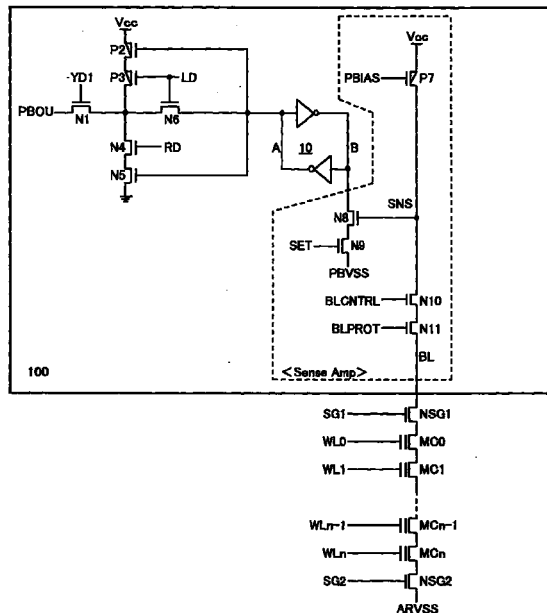 Vcc
Vcc
P2
PBIAS
P7
P3
LD
-YD1
PBOU
N1
N6
A
10
B
N4
RD
N5
N8
SNS
SET
N9
PBVSS
BLCNTRL
N10
BLPROT
N11
BL
100
<Sense Amp>
SG1
NSG1
WL0
MC0
WL1
MC1
WLn-1
MCn-1
WLn
MCn
SG2
NSG2
ARVSS